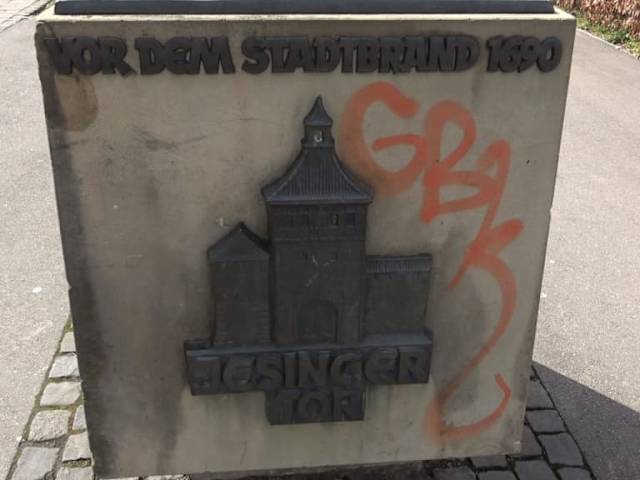 VOR DEM STADTBRAND 1690
JESINGER
TOR